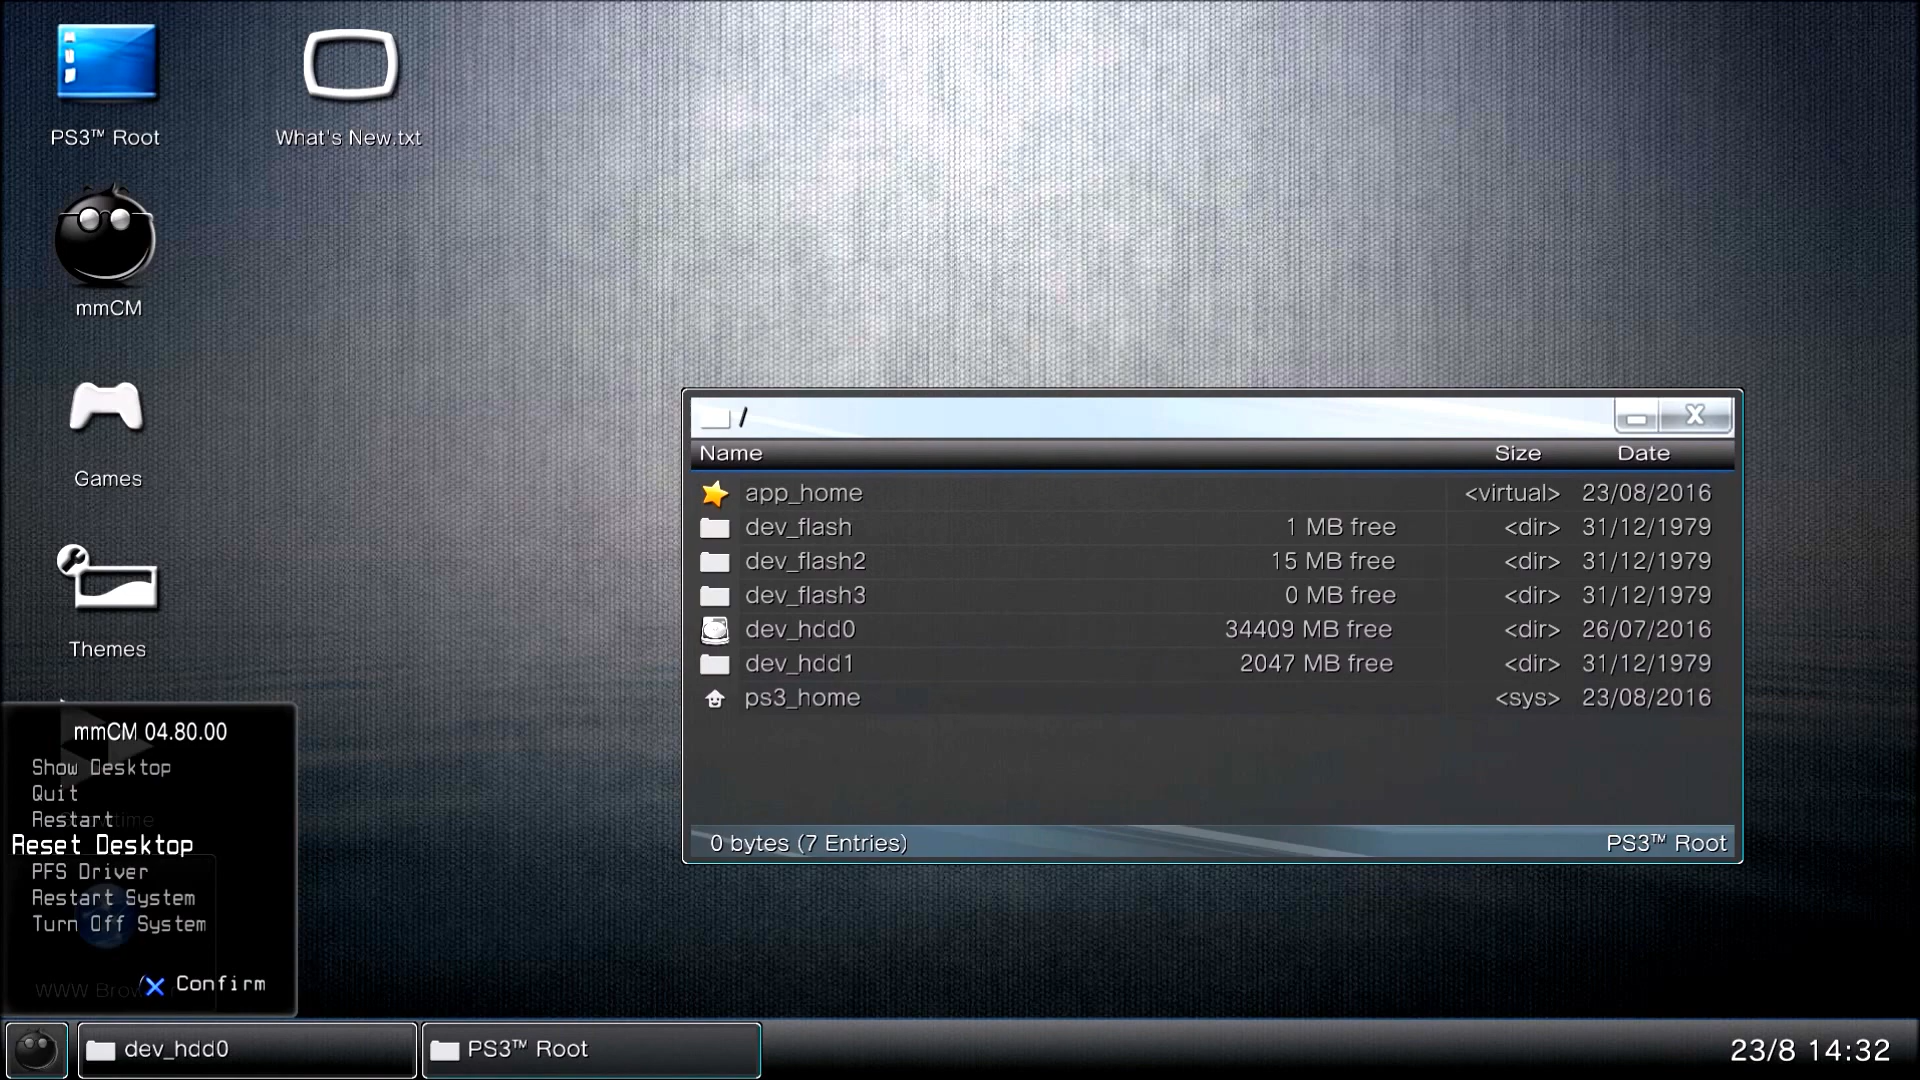 PS3™ Root
What's New.txt
mmCM
Games
Themes
/
Name Size Date
app_home <virtual> 23/08/2016
dev_flash 1 MB free <dir> 31/12/1979
dev_flash2 15 MB free <dir> 31/12/1979
dev_flash3 0 MB free <dir> 31/12/1979
dev_hdd0 34409 MB free <dir> 26/07/2016
dev_hdd1 2047 MB free <dir> 31/12/1979
ps3_home <sys> 23/08/2016
0 bytes (7 Entries) PS3™ Root
mmCM 04.80.00
Show Desktop
Quit
Restart
Reset Desktop
PFS Driver
Restart System
Turn Off System
WWW
X Confirm
dev_hdd0
PS3™ Root
23/8 14:32